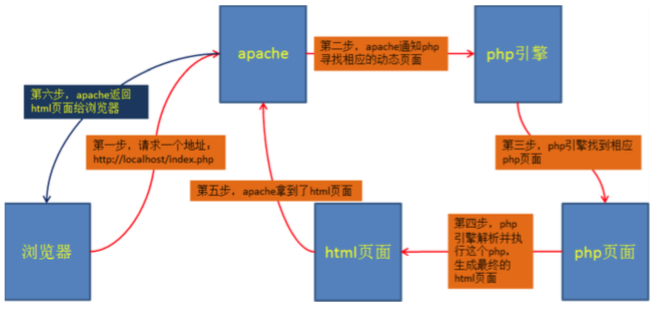 apache
第二步，apache通知php
寻找相应的动态页面
php引擎
第六步，apache返回
html页面给浏览器
第一步，请求一个地址：
http://localhost/index.php
第三步，php引擎找到相应
php页面
第五步，apache拿到了html页面
浏览器
html页面
第四步，php
引擎解析并执
行这个php，
生成最终的
html页面
php页面